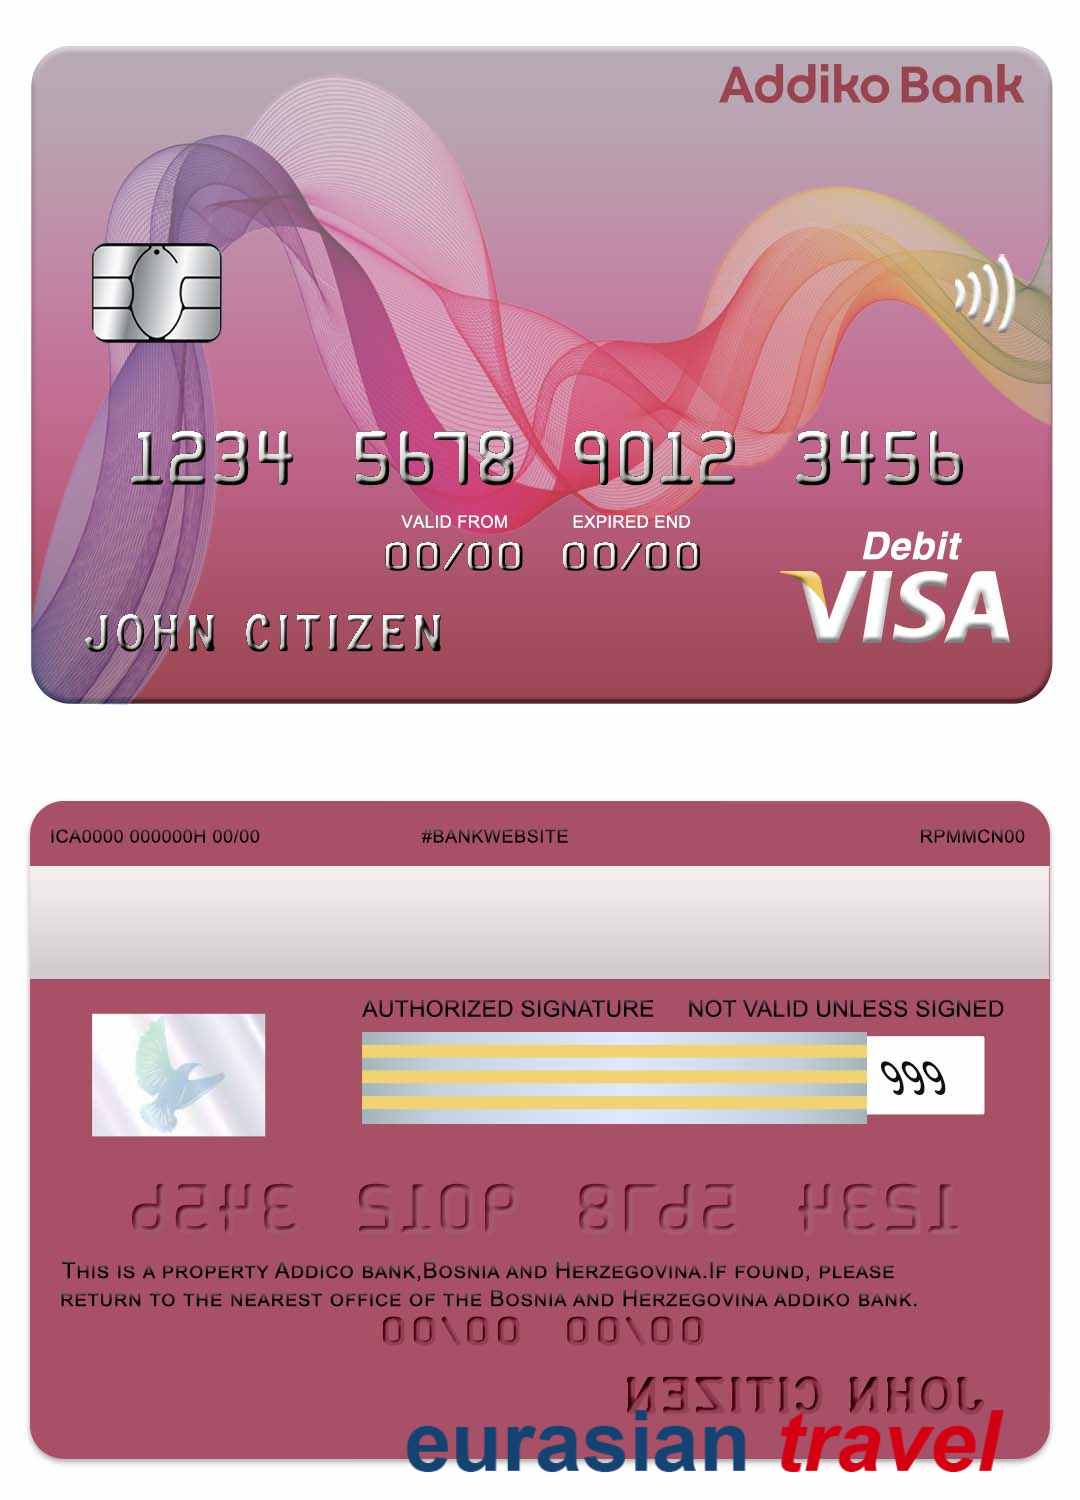 Addiko Bank
1234 5678 9012 3456
VALID FROM EXPIRED END
00/00 00/00
Debit
VISA
JOHN CITIZEN
ICA0000 000000H 00/00 #BANKWEBSITE RPMMCN00
AUTHORIZED SIGNATURE NOT VALID UNLESS SIGNED
999
1234 5678 9012 3456
THIS IS A PROPERTY ADDICO BANK,BOSNIA AND HERZEGOVINA.IF FOUND, PLEASE
RETURN TO THE NEAREST OFFICE OF THE BOSNIA AND HERZEGOVINA ADDIKO BANK.
00/00 00/00
JOHN CITIZEN
eurasian travel